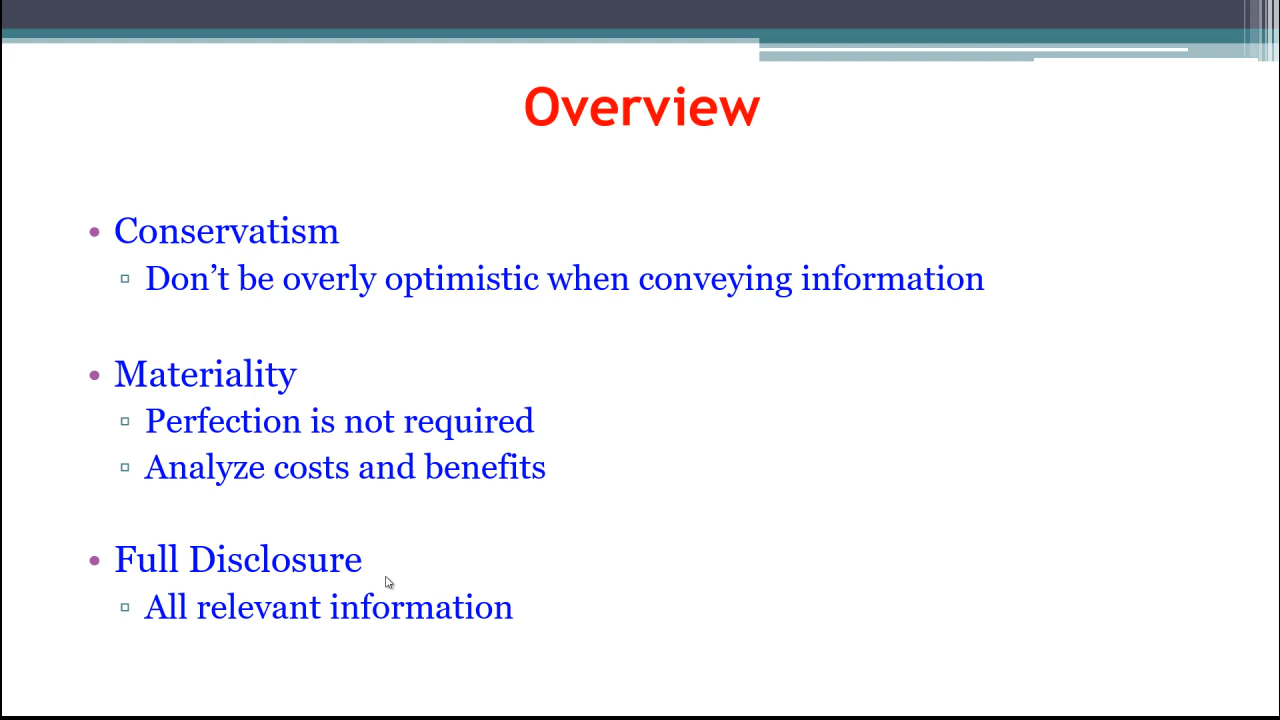 Overview
• Conservatism
▫ Don’t be overly optimistic when conveying information
• Materiality
▫ Perfection is not required
▫ Analyze costs and benefits
• Full Disclosure
▫ All relevant information